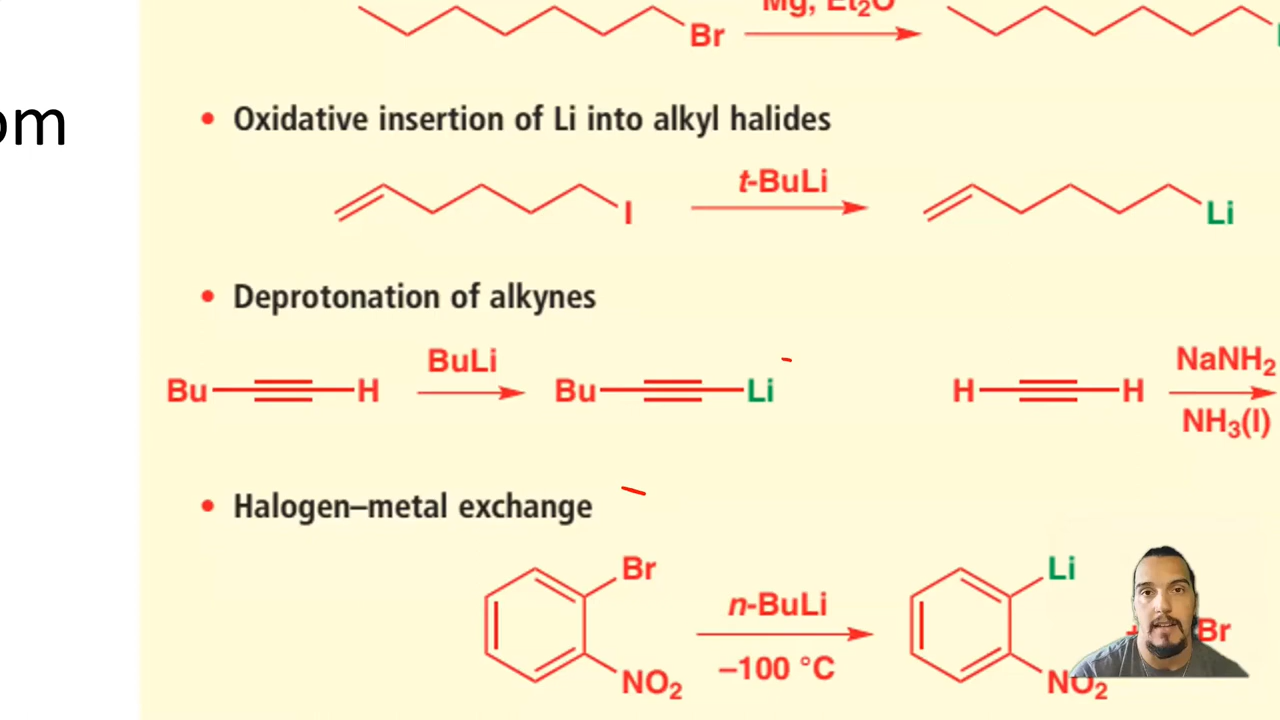 Mg, Et₂O
Br
om
• Oxidative insertion of Li into alkyl halides
t-BuLi
I
Li
• Deprotonation of alkynes
BuLi
NaNH₂
Bu H Bu Li H H
NH₃(l)
• Halogen–metal exchange
Br Li
n-BuLi
+ Br
–100 °C
NO₂ NO₂